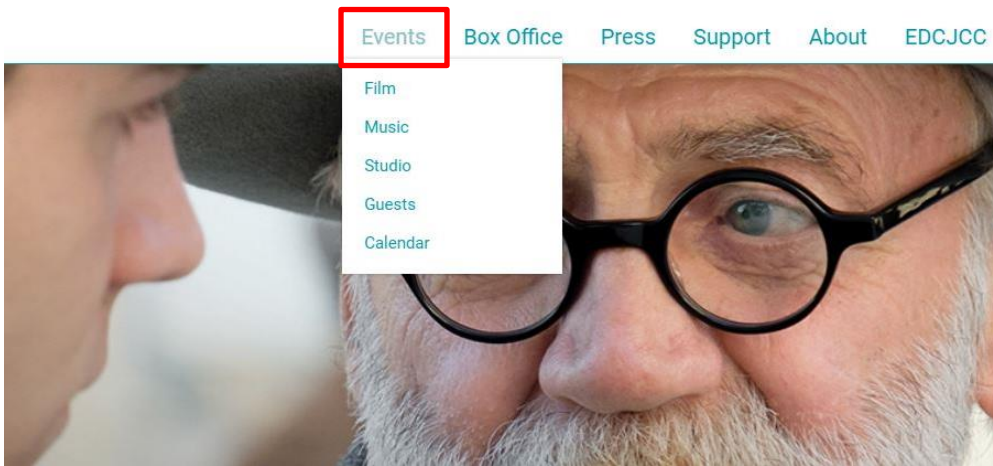 Events Box Office Press Support About EDCJCC
Film
Music
Studio
Guests
Calendar